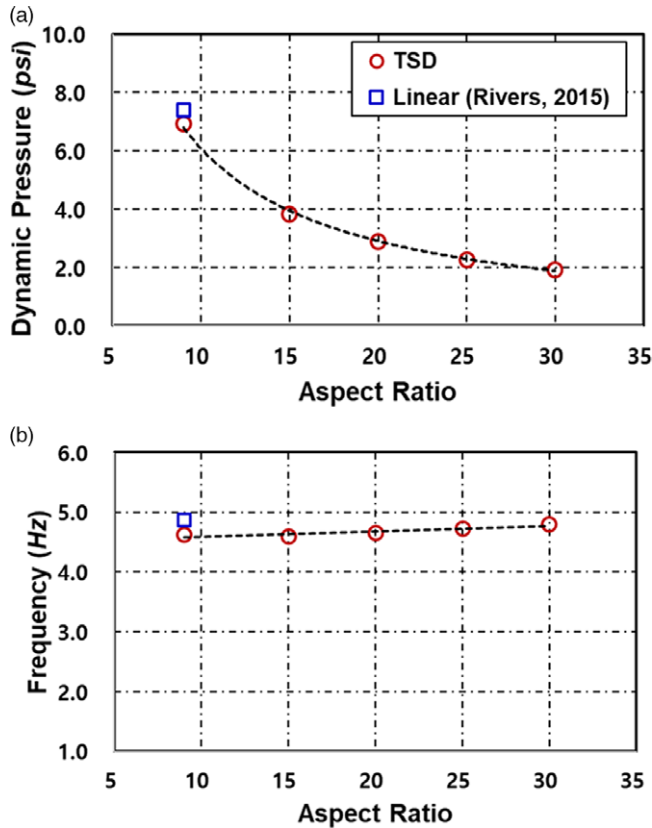 (a)
10.0
8.0
6.0
4.0
2.0
0.0
Dynamic Pressure (psi)
TSD
Linear (Rivers, 2015)
5 10 15 20 25 30 35
Aspect Ratio
(b)
6.0
5.0
4.0
3.0
2.0
1.0
Frequency (Hz)
5 10 15 20 25 30 35
Aspect Ratio